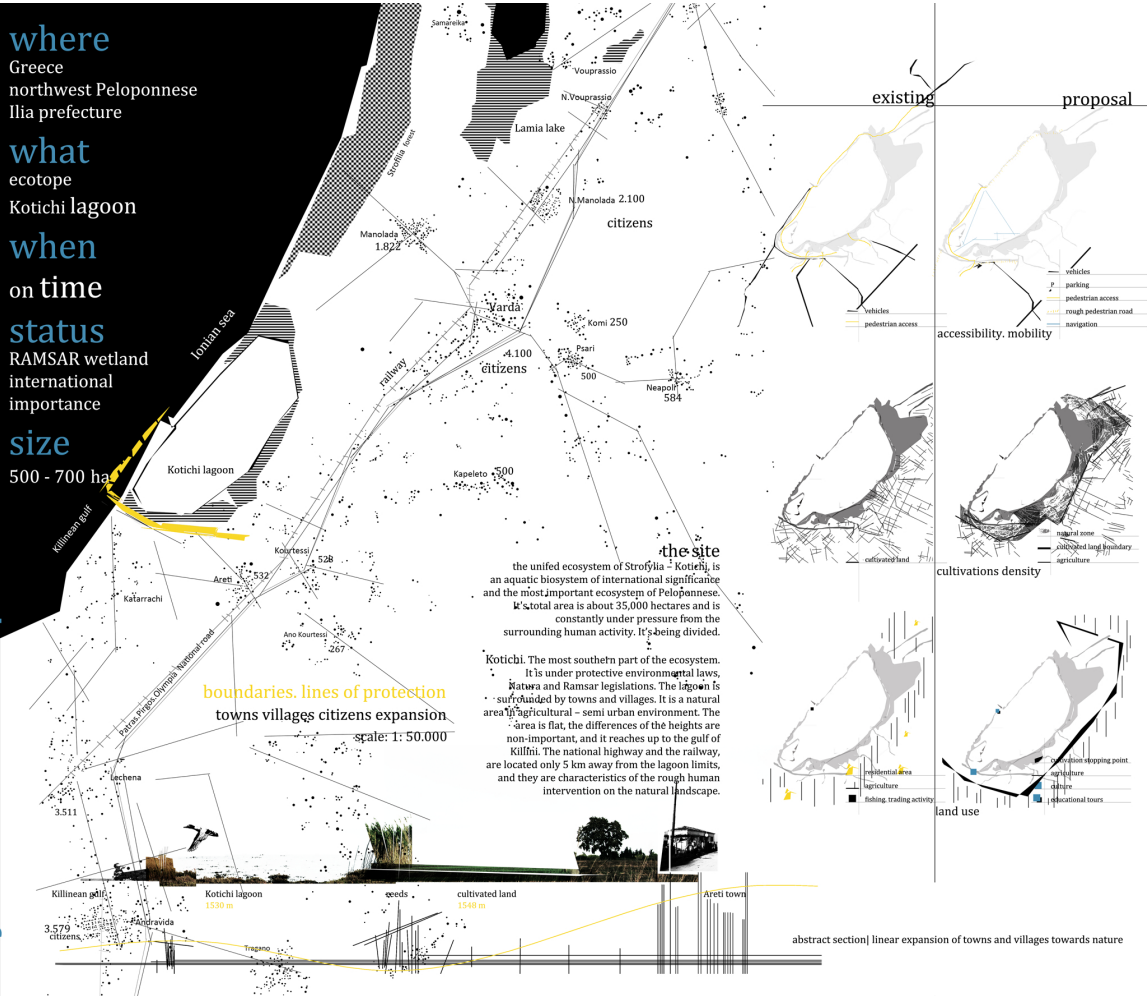 where
Greece
northwest Peloponnese
Ilia prefecture
what
ecotope
Kotichi lagoon
when
on time
status
RAMSAR wetland
international
importance
size
500 - 700 ha
Samareika
Vouprassio
N.Vouprassio
Lamia lake
Strofilia forest
N.Manolada 2.100
citizens
Manolada
1.822
Ionian sea
Varda
4.100
citizens
Komi 250
Psari
500
Neapoli
584
railway
Kotichi lagoon
Kapeleto 500
Killinean gulf
Kourtessi
528
Areti 532
Katarrachi
Ano Kourtessi
267
Patras.Pirgos.Olympia National road
boundaries. lines of protection
towns villages citizens expansion
scale: 1: 50.000
Lechena
3.511
the site
the unifed ecosystem of Strofylia – Kotichi, is
an aquatic biosystem of international significance
and the most important ecosystem of Peloponnese.
It's total area is about 35,000 hectares and is
constantly under pressure from the
surrounding human activity. It's being divided.
Kotichi. The most southern part of the ecosystem.
It is under protective environmental laws,
Natura and Ramsar legislations. The lagoon is
surrounded by towns and villages. It is a natural
area in agricultural – semi urban environment. The
area is flat, the differences of the heights are
non-important, and it reaches up to the gulf of
Killini. The national highway and the railway,
are located only 5 km away from the lagoon limits,
and they are characteristics of the rough human
intervention on the natural landscape.
Killinean gulf
Kotichi lagoon
1530 m
reeds
cultivated land
1548 m
Areti town
3.579
citizens
Andravida
Tragano
abstract section| linear expansion of towns and villages towards nature
existing
proposal
vehicles
pedestrian access
vehicles
P parking
pedestrian access
rough pedestrian road
navigation
accessibility. mobility
cultivated land
natural zone
cultivated land boundary
agriculture
cultivations density
residential area
agriculture
fishing. trading activity
cultivation stopping point
agriculture
culture
educational tours
land use